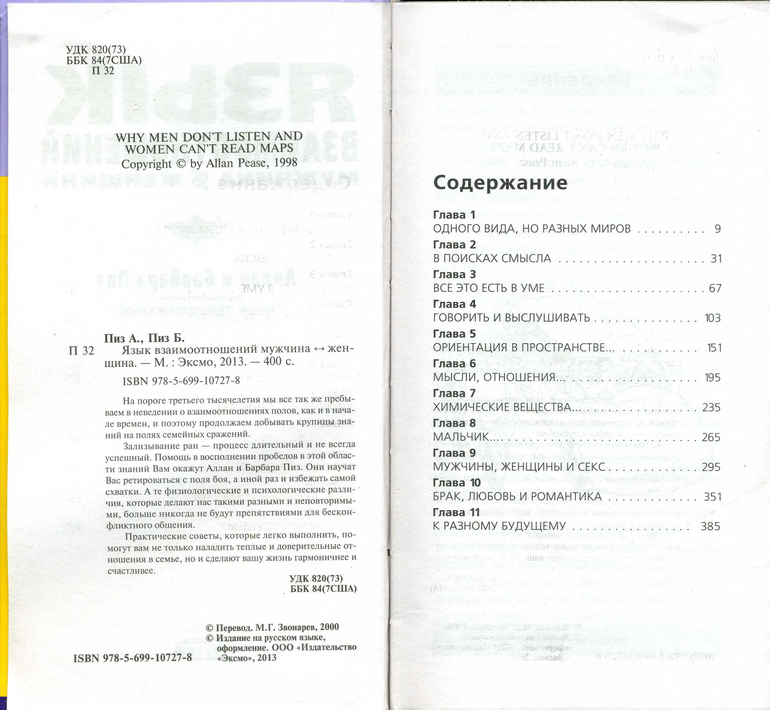 УДК 820(73)
ББК 84(7США)
П 32
WHY MEN DON'T LISTEN AND
WOMEN CAN'T READ MAPS
Copyright © by Allan Pease, 1998
Пиз А., Пиз Б.
П 32 Язык взаимоотношений мужчина ↔ жен-
щина. — М. : Эксмо, 2013. — 400 с.
ISBN 978-5-699-10727-8
На пороге третьего тысячелетия мы все так же пребы-
ваем в неведении о взаимоотношениях полов, как и в нача-
ле времен, и поэтому продолжаем добывать крупицы зна-
ний на полях семейных сражений.
Зализывание ран — процесс длительный и не всегда
успешный. Помощь в восполнении пробелов в этой облас-
ти знаний Вам окажут Аллан и Барбара Пиз. Они научат
Вас ретироваться с поля боя, а иной раз и избежать самой
схватки. А те физиологические и психологические разли-
чия, которые делают нас такими разными и неповторимы-
ми, больше никогда не будут препятствиями для бескон-
фликтного общения.
Практические советы, которые легко выполнить, по-
могут вам не только наладить теплые и доверительные от-
ношения в семье, но и сделают вашу жизнь гармоничнее и
счастливее.
УДК 820(73)
ББК 84(7США)
© Перевод. М.Г. Звонарев, 2000
© Издание на русском языке,
оформление. ООО «Издательство
ISBN 978-5-699-10727-8 «Эксмо», 2013
Содержание
Глава 1
ОДНОГО ВИДА, НО РАЗНЫХ МИРОВ . . . . . . . . . . 9
Глава 2
В ПОИСКАХ СМЫСЛА . . . . . . . . . . . . . . . . . . . . . 31
Глава 3
ВСЕ ЭТО ЕСТЬ В УМЕ . . . . . . . . . . . . . . . . . . . . . . 67
Глава 4
ГОВОРИТЬ И ВЫСЛУШИВАТЬ . . . . . . . . . . . . . . . 103
Глава 5
ОРИЕНТАЦИЯ В ПРОСТРАНСТВЕ... . . . . . . . . . . . 151
Глава 6
МЫСЛИ, ОТНОШЕНИЯ... . . . . . . . . . . . . . . . . . . . 195
Глава 7
ХИМИЧЕСКИЕ ВЕЩЕСТВА... . . . . . . . . . . . . . . . . 235
Глава 8
МАЛЬЧИК... . . . . . . . . . . . . . . . . . . . . . . . . . . . . . 265
Глава 9
МУЖЧИНЫ, ЖЕНЩИНЫ И СЕКС . . . . . . . . . . . . . 295
Глава 10
БРАК, ЛЮБОВЬ И РОМАНТИКА . . . . . . . . . . . . . . 351
Глава 11
К РАЗНОМУ БУДУЩЕМУ . . . . . . . . . . . . . . . . . . . 385